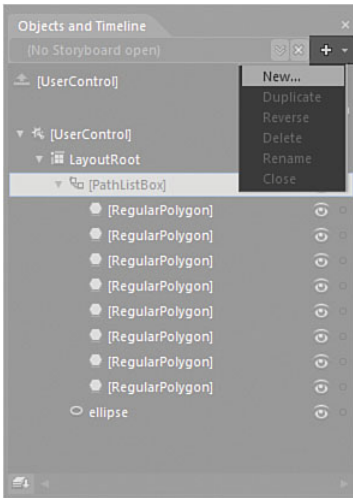 Objects and Timeline
(No Storyboard open)
New...
[UserControl]
Duplicate
Reverse
Delete
[UserControl]
Rename
LayoutRoot
Close
[PathListBox]
[RegularPolygon]
[RegularPolygon]
[RegularPolygon]
[RegularPolygon]
[RegularPolygon]
[RegularPolygon]
[RegularPolygon]
[RegularPolygon]
ellipse